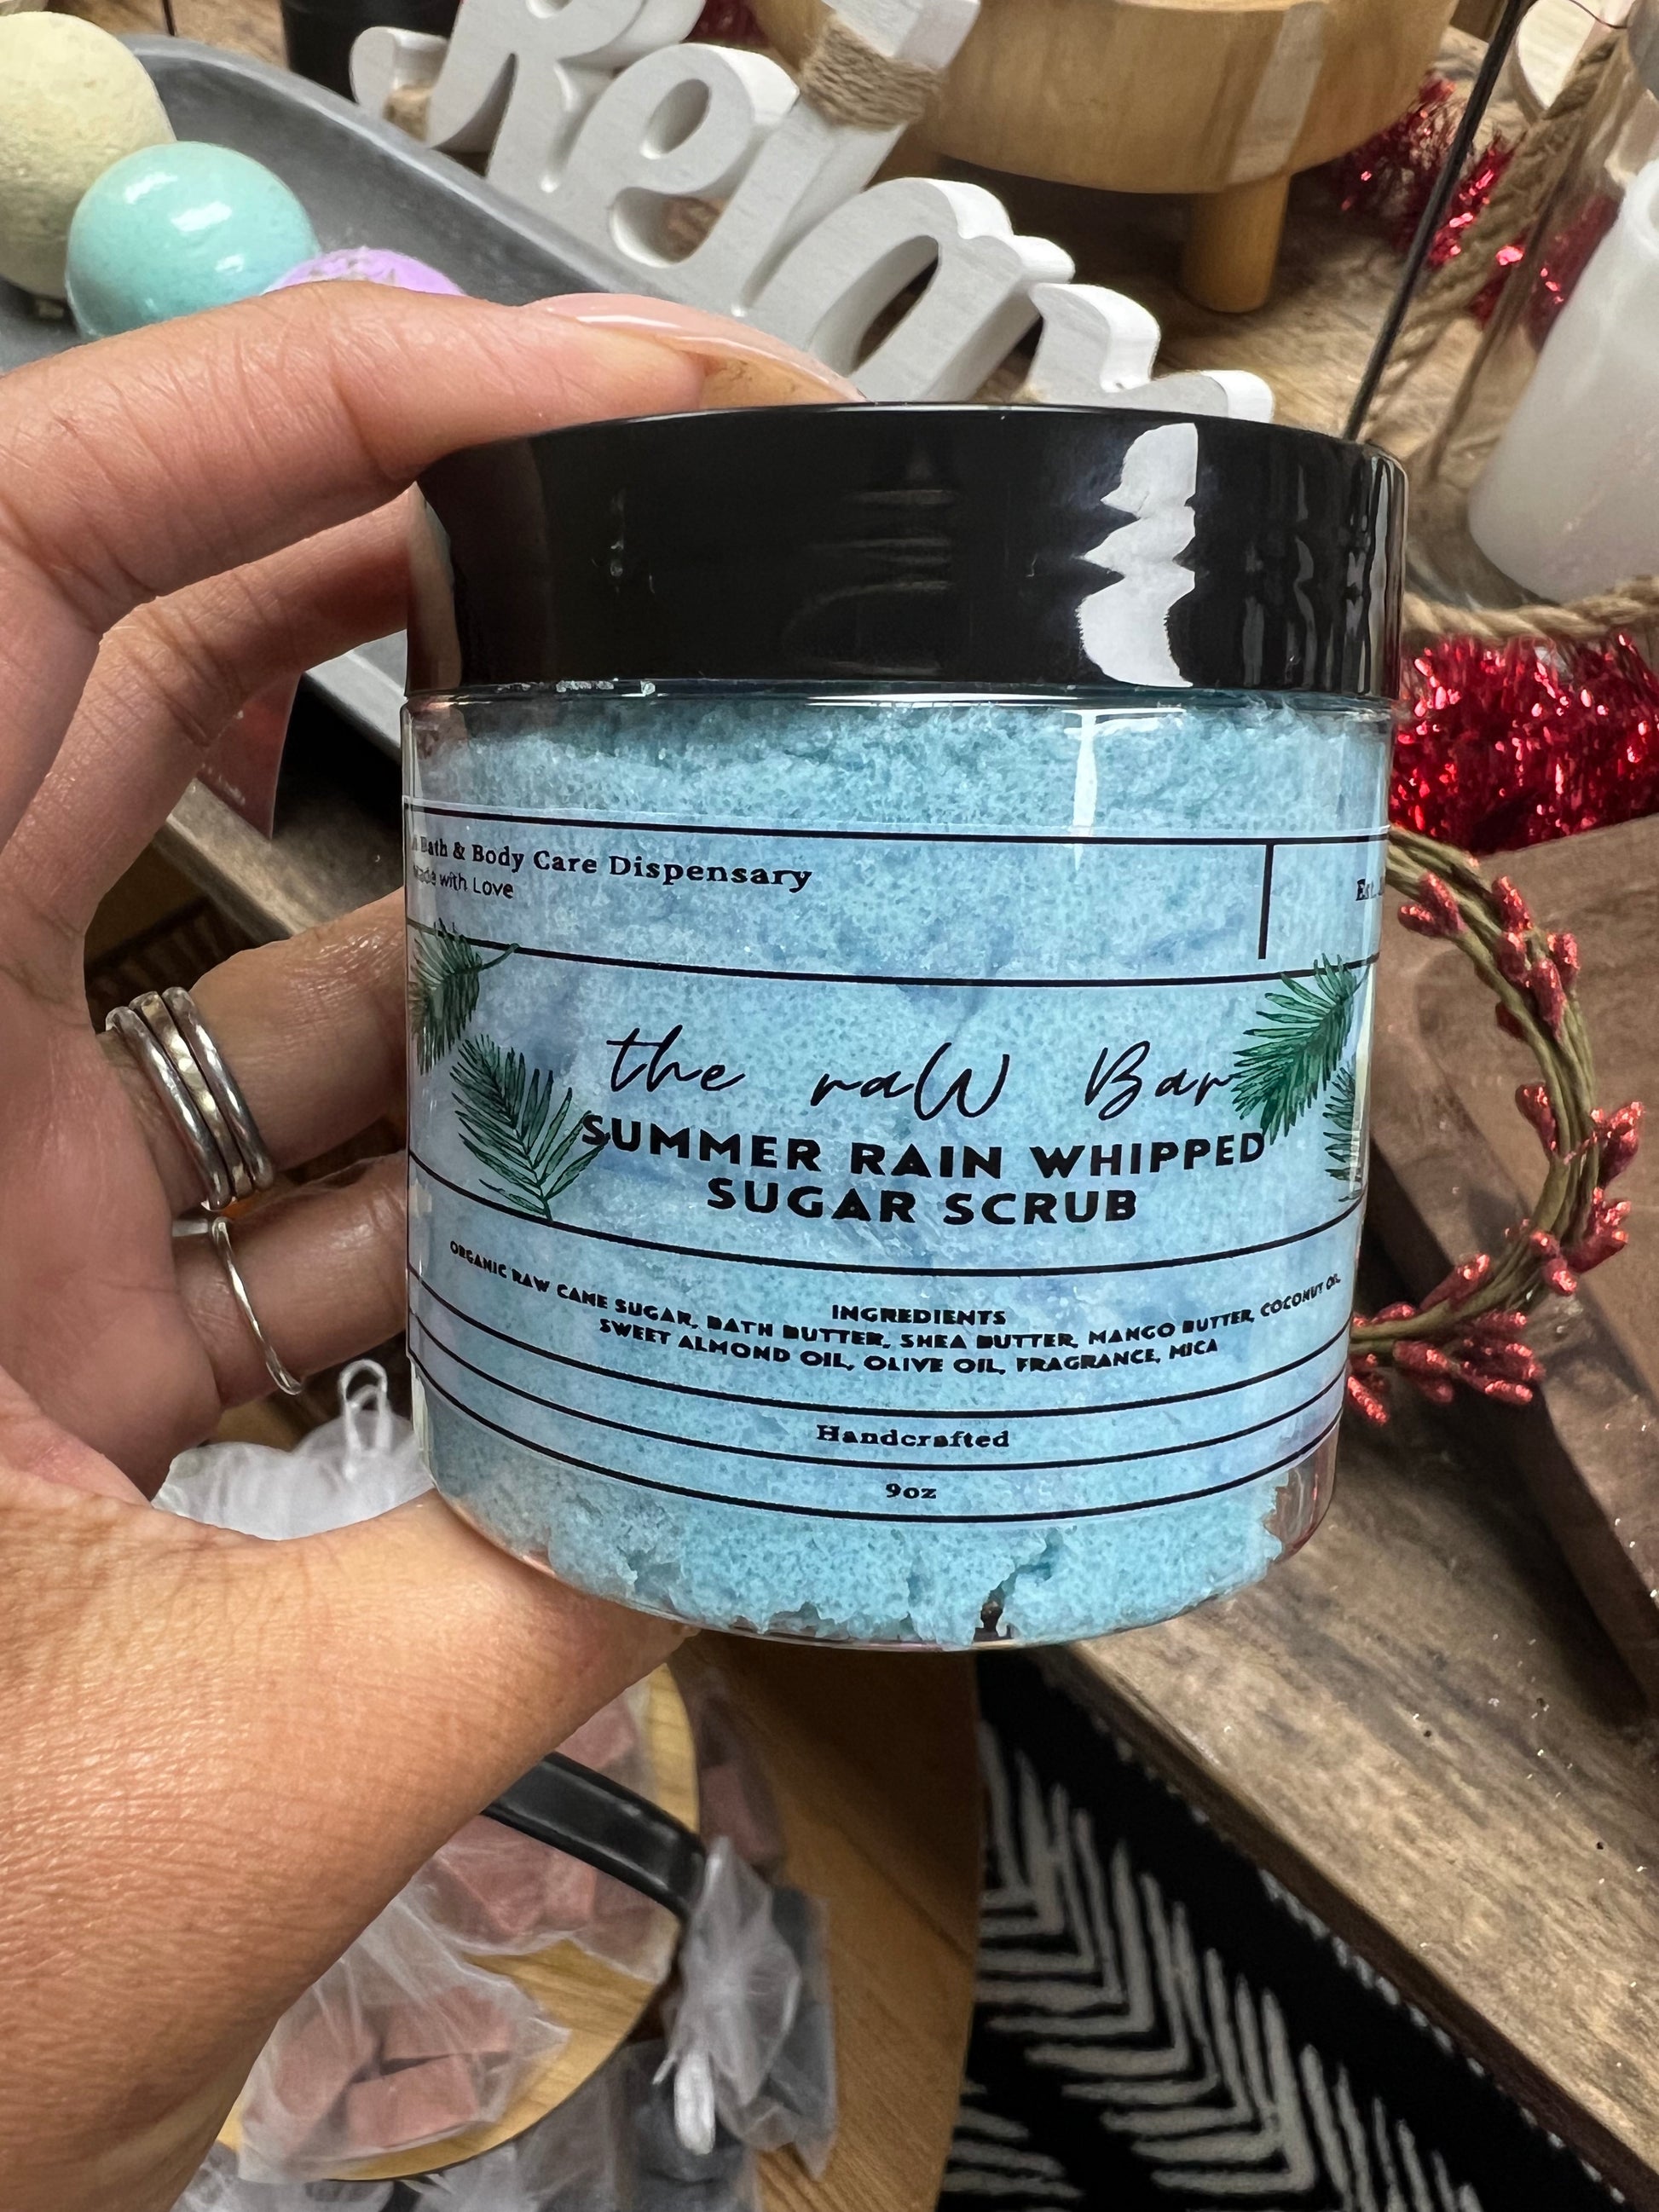 Bath & Body Care Dispensary
Made with Love
the raW Bar
SUMMER RAIN WHIPPED
SUGAR SCRUB
INGREDIENTS
ORGANIC RAW CANE SUGAR, BATH BUTTER, SHEA BUTTER, MANGO BUTTER, COCONUT OIL
SWEET ALMOND OIL, OLIVE OIL, FRAGRANCE, MICA
Handcrafted
9oz